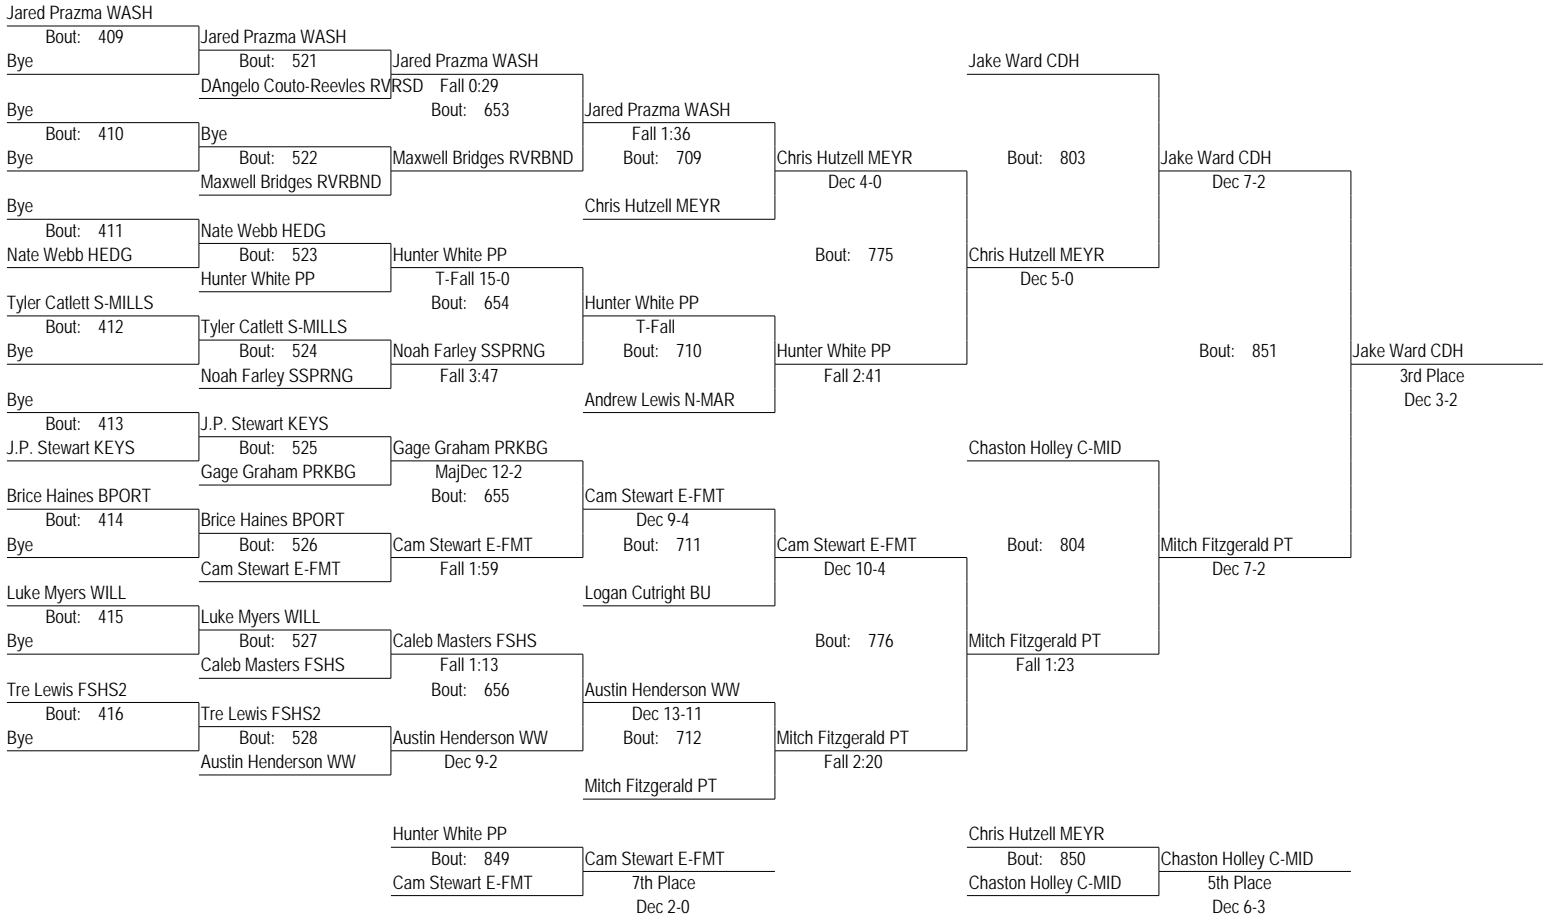 Jared Prazma WASH
Bout: 409
Jared Prazma WASH
Bye
Bout: 521
Jared Prazma WASH
Jake Ward CDH
DAngelo Couto-Reevles RVRSD
Fall 0:29
Bye
Bout: 653
Jared Prazma WASH
Bout: 410
Bye
Fall 1:36
Bye
Bout: 522
Maxwell Bridges RVRBND
Bout: 709
Chris Hutzell MEYR
Bout: 803
Jake Ward CDH
Maxwell Bridges RVRBND
Dec 4-0
Dec 7-2
Bye
Chris Hutzell MEYR
Bout: 411
Nate Webb HEDG
Nate Webb HEDG
Bout: 523
Hunter White PP
Bout: 775
Chris Hutzell MEYR
Hunter White PP
T-Fall 15-0
Dec 5-0
Tyler Catlett S-MILLS
Bout: 654
Hunter White PP
Bout: 412
Tyler Catlett S-MILLS
T-Fall
Bye
Bout: 524
Noah Farley SSPRNG
Bout: 710
Hunter White PP
Bout: 851
Jake Ward CDH
Noah Farley SSPRNG
Fall 3:47
Fall 2:41
3rd Place
Bye
Andrew Lewis N-MAR
Dec 3-2
Bout: 413
J.P. Stewart KEYS
J.P. Stewart KEYS
Bout: 525
Gage Graham PRKBG
Chaston Holley C-MID
Gage Graham PRKBG
MajDec 12-2
Brice Haines BPORT
Bout: 655
Cam Stewart E-FMT
Bout: 414
Brice Haines BPORT
Dec 9-4
Bye
Bout: 526
Cam Stewart E-FMT
Bout: 711
Cam Stewart E-FMT
Bout: 804
Mitch Fitzgerald PT
Cam Stewart E-FMT
Fall 1:59
Dec 10-4
Dec 7-2
Luke Myers WILL
Logan Cutright BU
Bout: 415
Luke Myers WILL
Bye
Bout: 527
Caleb Masters FSHS
Bout: 776
Mitch Fitzgerald PT
Caleb Masters FSHS
Fall 1:13
Fall 1:23
Tre Lewis FSHS2
Bout: 656
Austin Henderson WW
Bout: 416
Tre Lewis FSHS2
Dec 13-11
Bye
Bout: 528
Austin Henderson WW
Bout: 712
Mitch Fitzgerald PT
Austin Henderson WW
Dec 9-2
Fall 2:20
Mitch Fitzgerald PT
Hunter White PP
Chris Hutzell MEYR
Bout: 849
Cam Stewart E-FMT
Bout: 850
Chaston Holley C-MID
Cam Stewart E-FMT
7th Place
Chaston Holley C-MID
5th Place
Dec 2-0
Dec 6-3